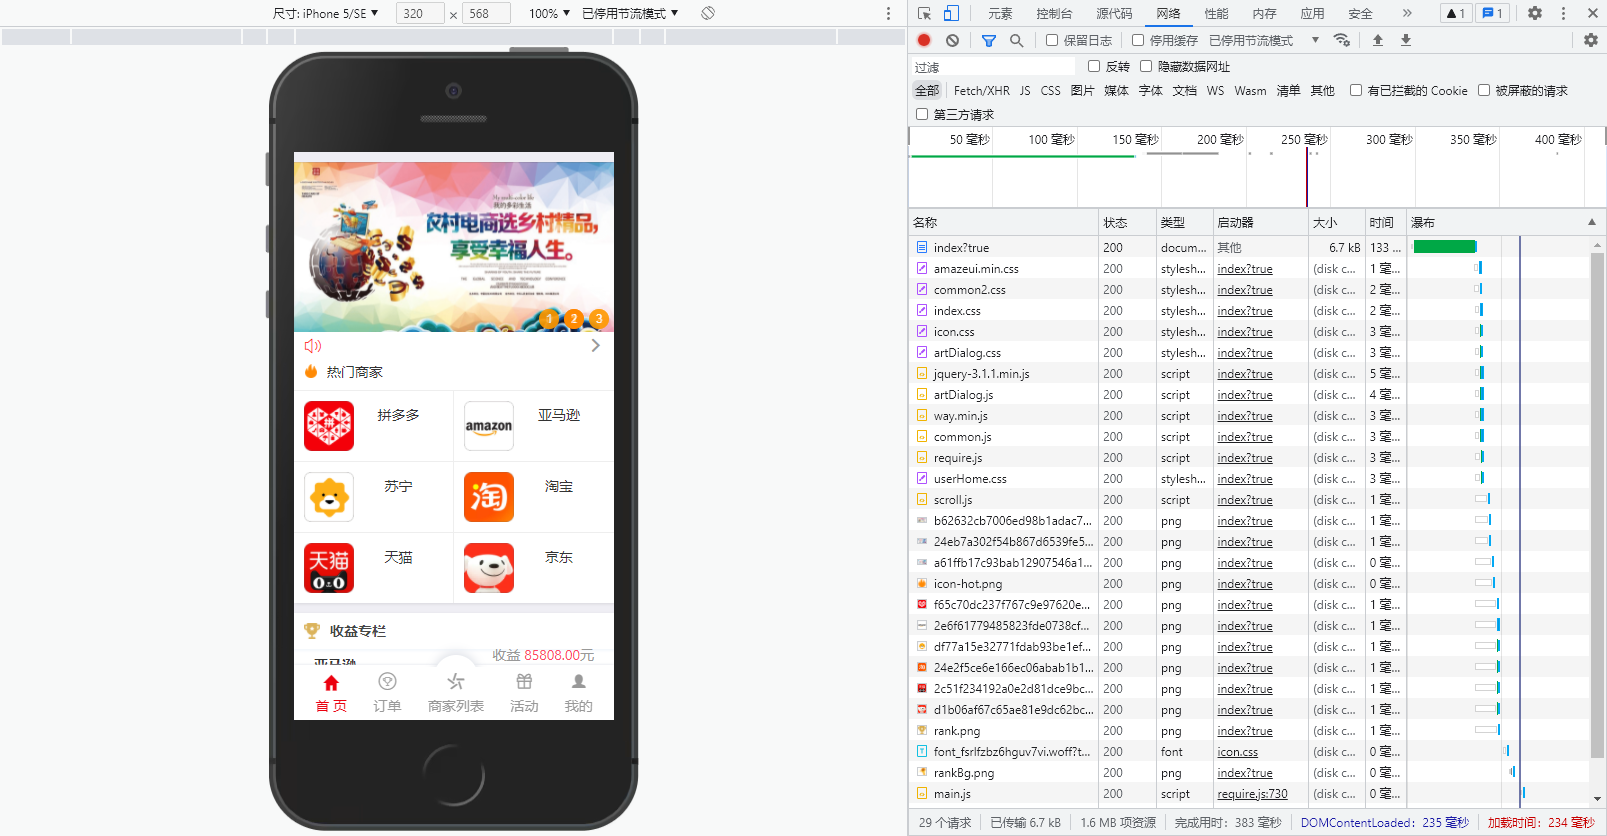 尺寸: iPhone 5/SE ▼ 320 × 568 100% ▼ 已停用节流模式 ▼
元素 控制台 源代码 网络 性能 内存 应用 安全 » 1 1
保留日志 停用缓存 已停用节流模式 ▼
过滤 反转 隐藏数据网址
全部 Fetch/XHR JS CSS 图片 媒体 字体 文档 WS Wasm 清单 其他 有已拦截的 Cookie 被屏蔽的请求
第三方请求
50 毫秒 100 毫秒 150 毫秒 200 毫秒 250 毫秒 300 毫秒 350 毫秒 400 毫秒
名称 状态 类型 启动器 大小 时间 瀑布
index?true 200 docum... 其他 6.7 kB 133 ...
amazeui.min.css 200 stylesh... index?true (disk c... 1 毫...
common2.css 200 stylesh... index?true (disk c... 2 毫...
index.css 200 stylesh... index?true (disk c... 2 毫...
icon.css 200 stylesh... index?true (disk c... 3 毫...
artDialog.css 200 stylesh... index?true (disk c... 3 毫...
jquery-3.1.1.min.js 200 script index?true (disk c... 5 毫...
artDialog.js 200 script index?true (disk c... 4 毫...
way.min.js 200 script index?true (disk c... 3 毫...
common.js 200 script index?true (disk c... 3 毫...
require.js 200 script index?true (disk c... 3 毫...
userHome.css 200 stylesh... index?true (disk c... 3 毫...
scroll.js 200 script index?true (disk c... 1 毫...
b62632cb7006ed98b1adac7... 200 png index?true (disk c... 1 毫...
24eb7a302f54b867d6539fe5... 200 png index?true (disk c... 1 毫...
a61ffb17c93bab12907546a1... 200 png index?true (disk c... 0 毫...
icon-hot.png 200 png index?true (disk c... 0 毫...
f65c70dc237f767c9e97620e... 200 png index?true (disk c... 1 毫...
2e6f61779485823fde0738cf... 200 png index?true (disk c... 1 毫...
df77a15e32771fdab93be1ef... 200 png index?true (disk c... 1 毫...
24e2f5ce6e166ec06abab1b1... 200 png index?true (disk c... 1 毫...
2c51f234192a0e2d81dce9bc... 200 png index?true (disk c... 1 毫...
d1b06af67c65ae81e9dc62bc... 200 png index?true (disk c... 1 毫...
rank.png 200 png index?true (disk c... 1 毫...
font_fsrlfzbz6hguv7vi.woff?t... 200 font icon.css (disk c... 0 毫...
rankBg.png 200 png index?true (disk c... 0 毫...
main.js 200 script require.js:730 (disk c... 0 毫...
29 个请求 已传输 6.7 kB 1.6 MB 项资源 完成用时：383 毫秒 DOMContentLoaded：235 毫秒 加载时间：234 毫秒
我的多彩生活
农村电商选乡村精品,
享受幸福人生。
1 2 3
热门商家
拼多多 amazon 亚马逊
苏宁 淘 淘宝
天猫 天猫 京东
收益专栏
亚马逊 收益 85808.00元
首页 订单 商家列表 活动 我的